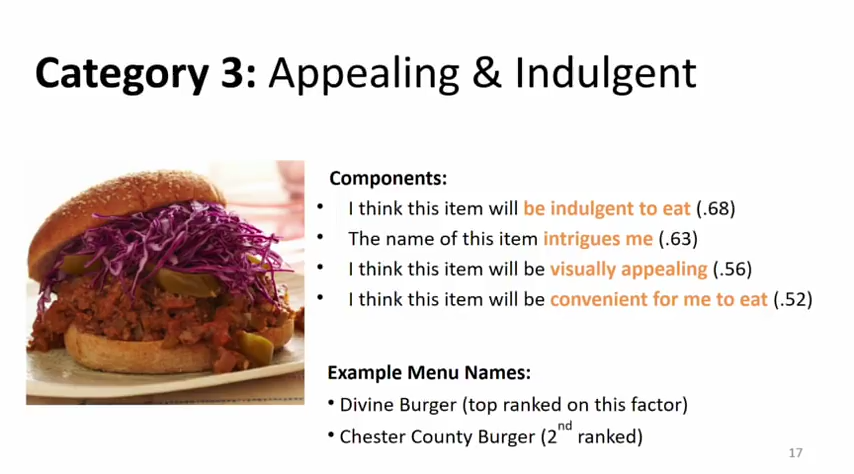 Category 3: Appealing & Indulgent
Components:
• I think this item will be indulgent to eat (.68)
• The name of this item intrigues me (.63)
• I think this item will be visually appealing (.56)
• I think this item will be convenient for me to eat (.52)
Example Menu Names:
• Divine Burger (top ranked on this factor)
• Chester County Burger (2nd ranked)
17